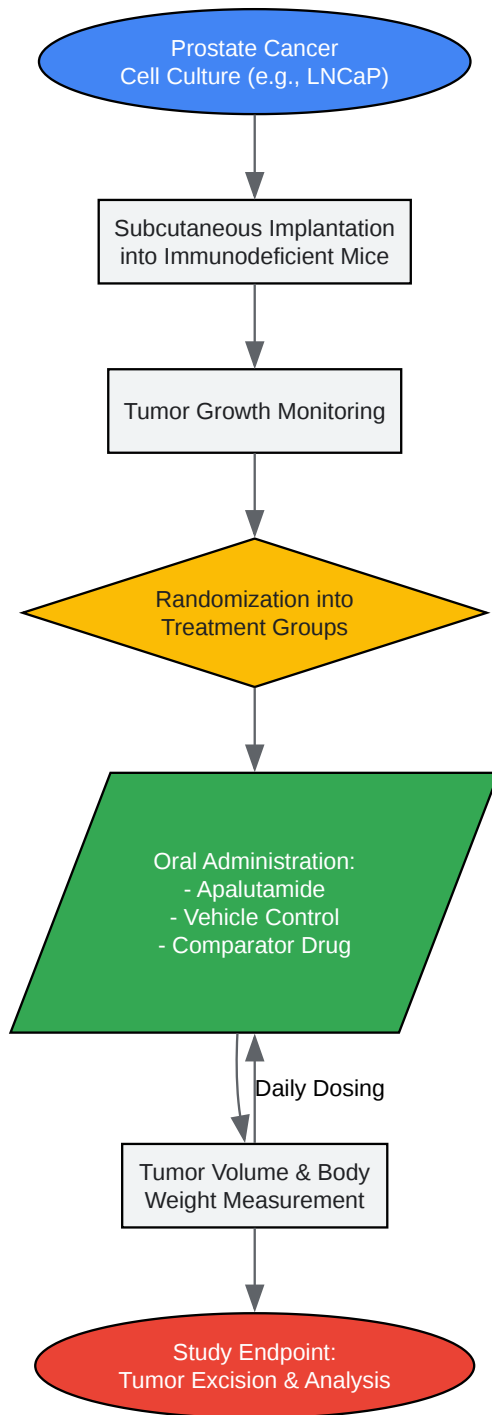 Prostate Cancer
Cell Culture (e.g., LNCaP)
Subcutaneous Implantation
into Immunodeficient Mice
Tumor Growth Monitoring
Randomization into
Treatment Groups
Oral Administration:
- Apalutamide
- Vehicle Control
- Comparator Drug
Daily Dosing
Tumor Volume & Body
Weight Measurement
Study Endpoint:
Tumor Excision & Analysis